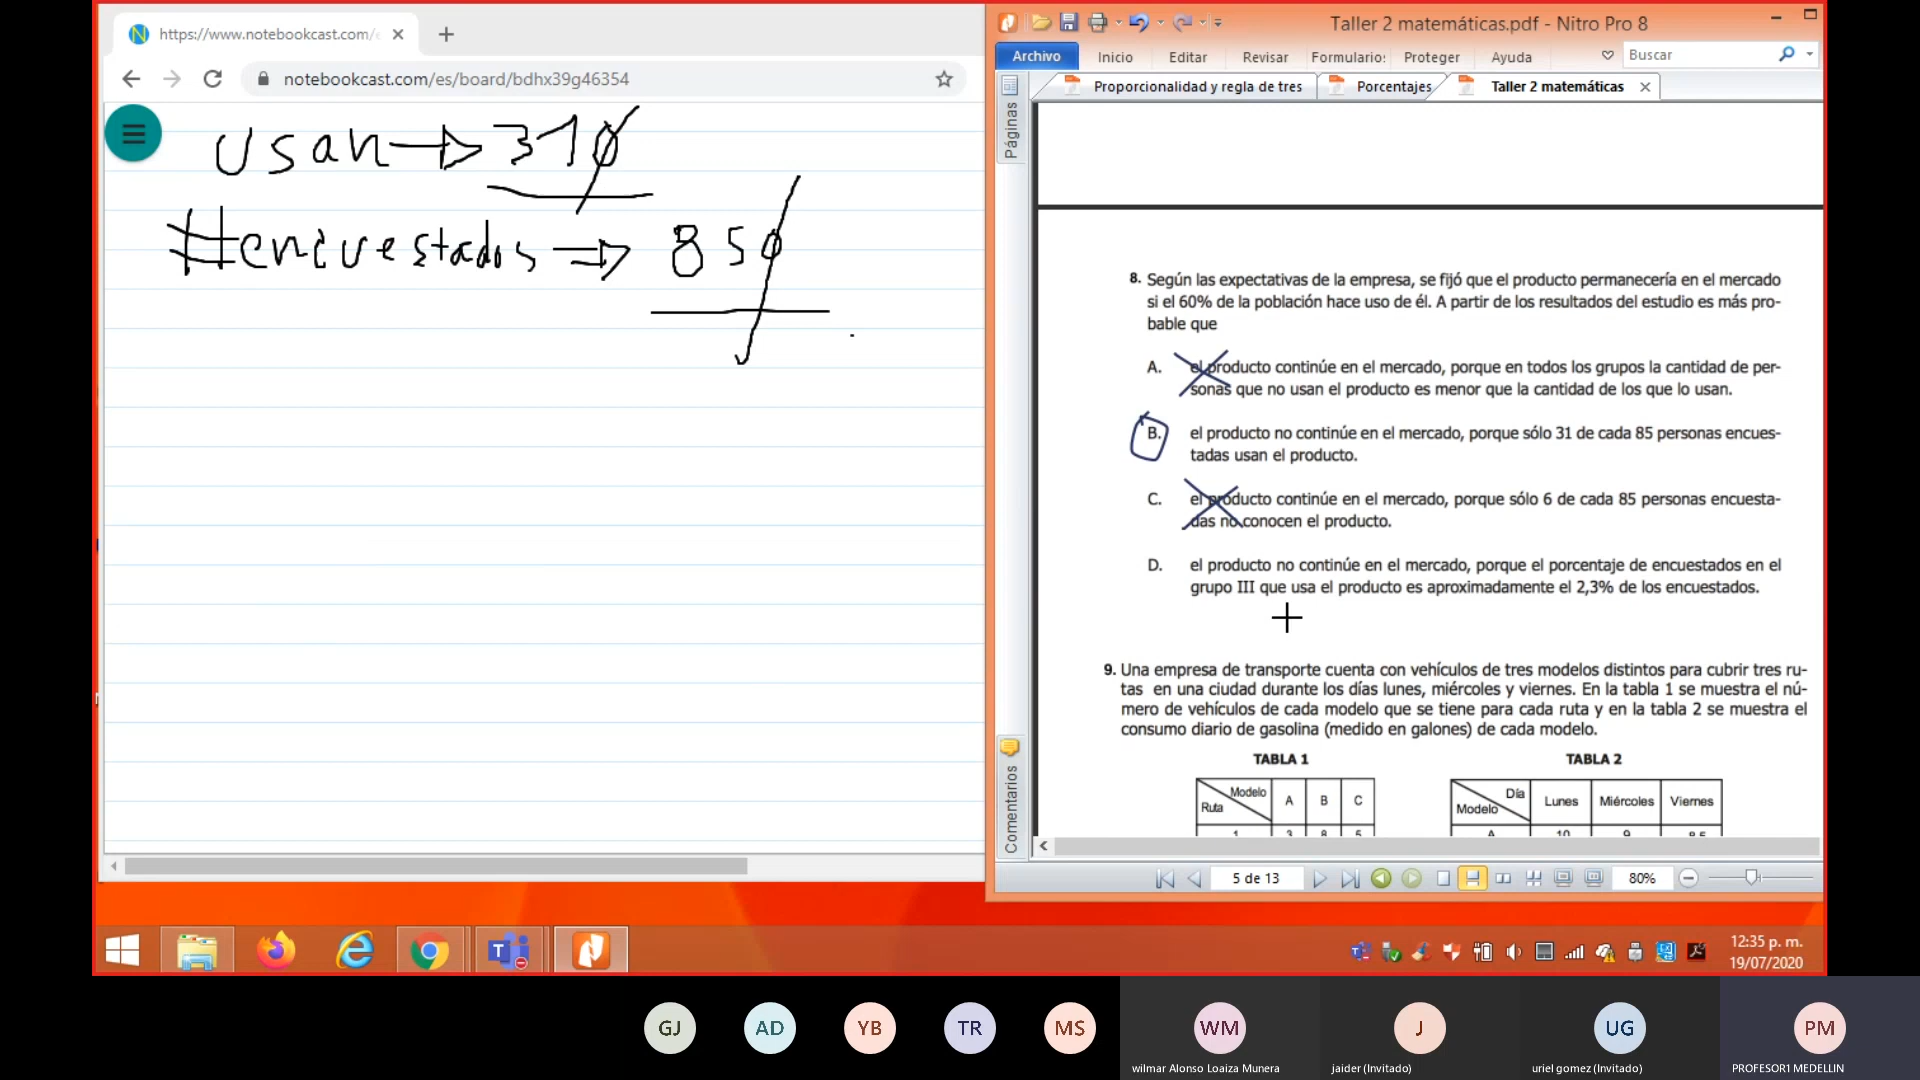 https://www.notebookcast.com/e
notebookcast.com/es/board/bdhx39g46354
Usan → 310
#encuestados ⇒ 850
Taller 2 matemáticas.pdf - Nitro Pro 8
Archivo Inicio Editar Revisar Formularios Proteger Ayuda Buscar
Proporcionalidad y regla de tres Porcentajes Taller 2 matemáticas
Páginas
8. Según las expectativas de la empresa, se fijó que el producto permanecería en el mercado
si el 60% de la población hace uso de él. A partir de los resultados del estudio es más pro-
bable que
A. el producto continúe en el mercado, porque en todos los grupos la cantidad de per-
sonas que no usan el producto es menor que la cantidad de los que lo usan.
B. el producto no continúe en el mercado, porque sólo 31 de cada 85 personas encues-
tadas usan el producto.
C. el producto continúe en el mercado, porque sólo 6 de cada 85 personas encuesta-
das no conocen el producto.
D. el producto no continúe en el mercado, porque el porcentaje de encuestados en el
grupo III que usa el producto es aproximadamente el 2,3% de los encuestados.
9. Una empresa de transporte cuenta con vehículos de tres modelos distintos para cubrir tres ru-
tas en una ciudad durante los días lunes, miércoles y viernes. En la tabla 1 se muestra el nú-
mero de vehículos de cada modelo que se tiene para cada ruta y en la tabla 2 se muestra el
consumo diario de gasolina (medido en galones) de cada modelo.
TABLA 1 TABLA 2
Modelo Ruta A B C
Día Modelo Lunes Miércoles Viernes
1 3 8 5
A 10 9 8,5
Comentarios
5 de 13 80%
12:35 p. m.
19/07/2020
GJ AD YB TR MS WM J UG PM
wilmar Alonso Loaiza Munera jaider (Invitado) uriel gomez (Invitado) PROFESOR1 MEDELLIN